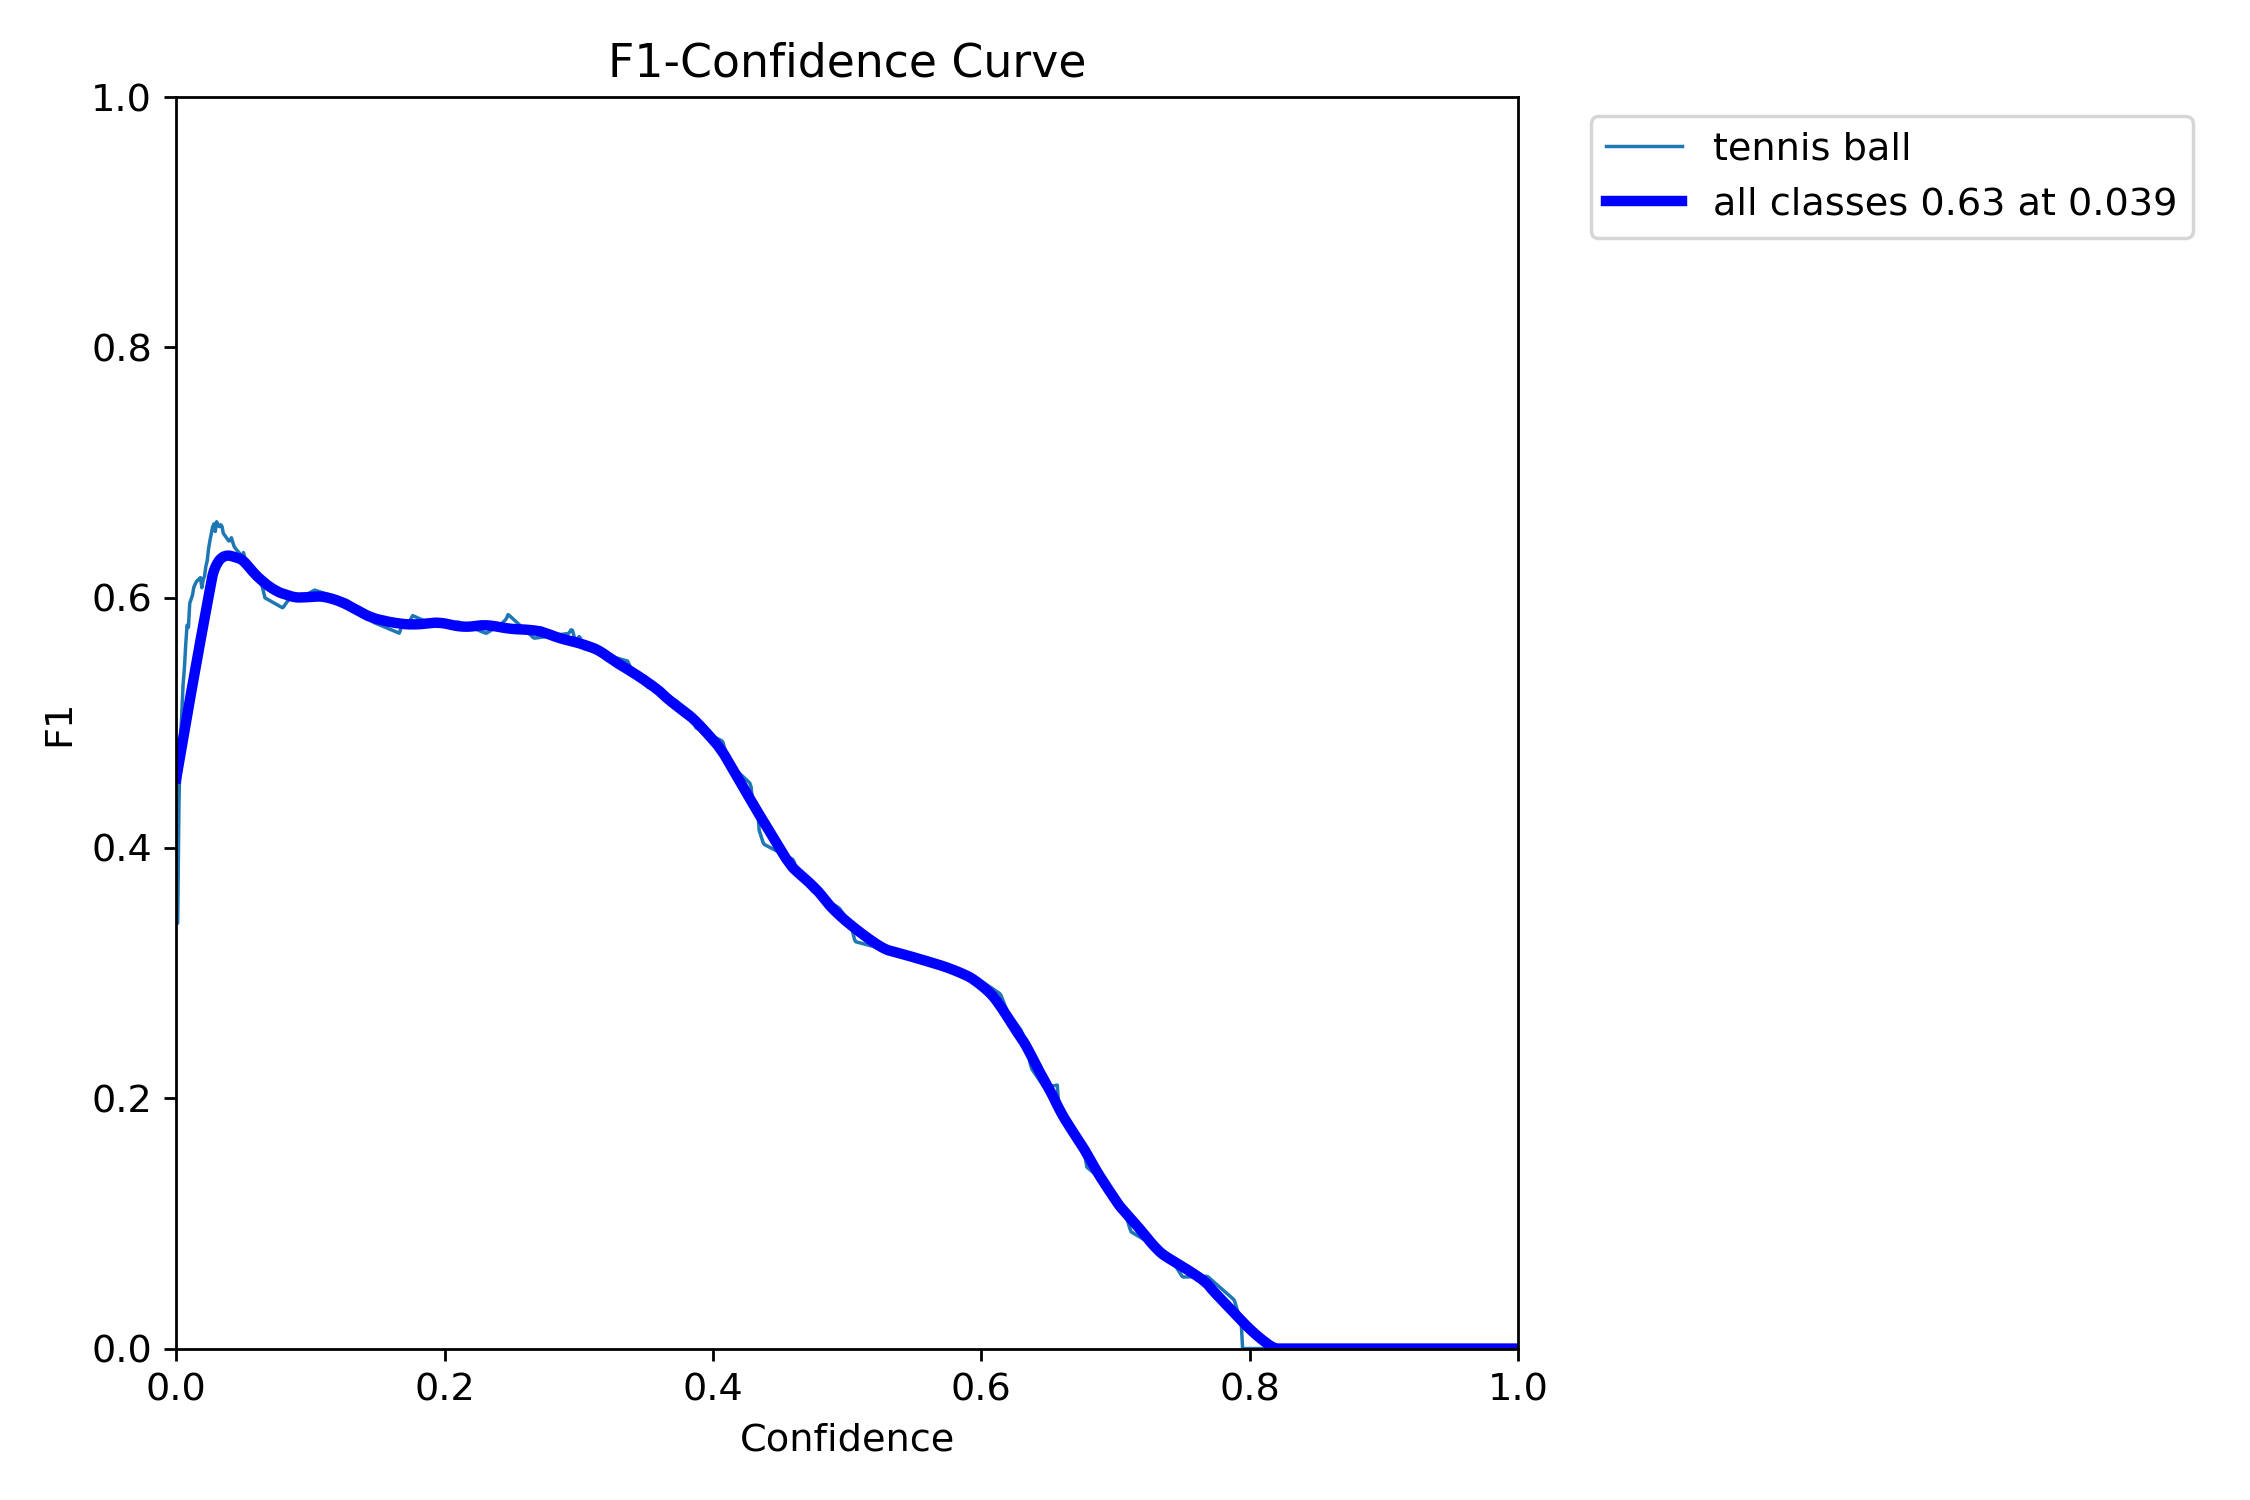 F1-Confidence Curve
1.0
0.8
0.6
0.4
0.2
0.0
F1
0.0 0.2 0.4 0.6 0.8 1.0
Confidence
tennis ball
all classes 0.63 at 0.039